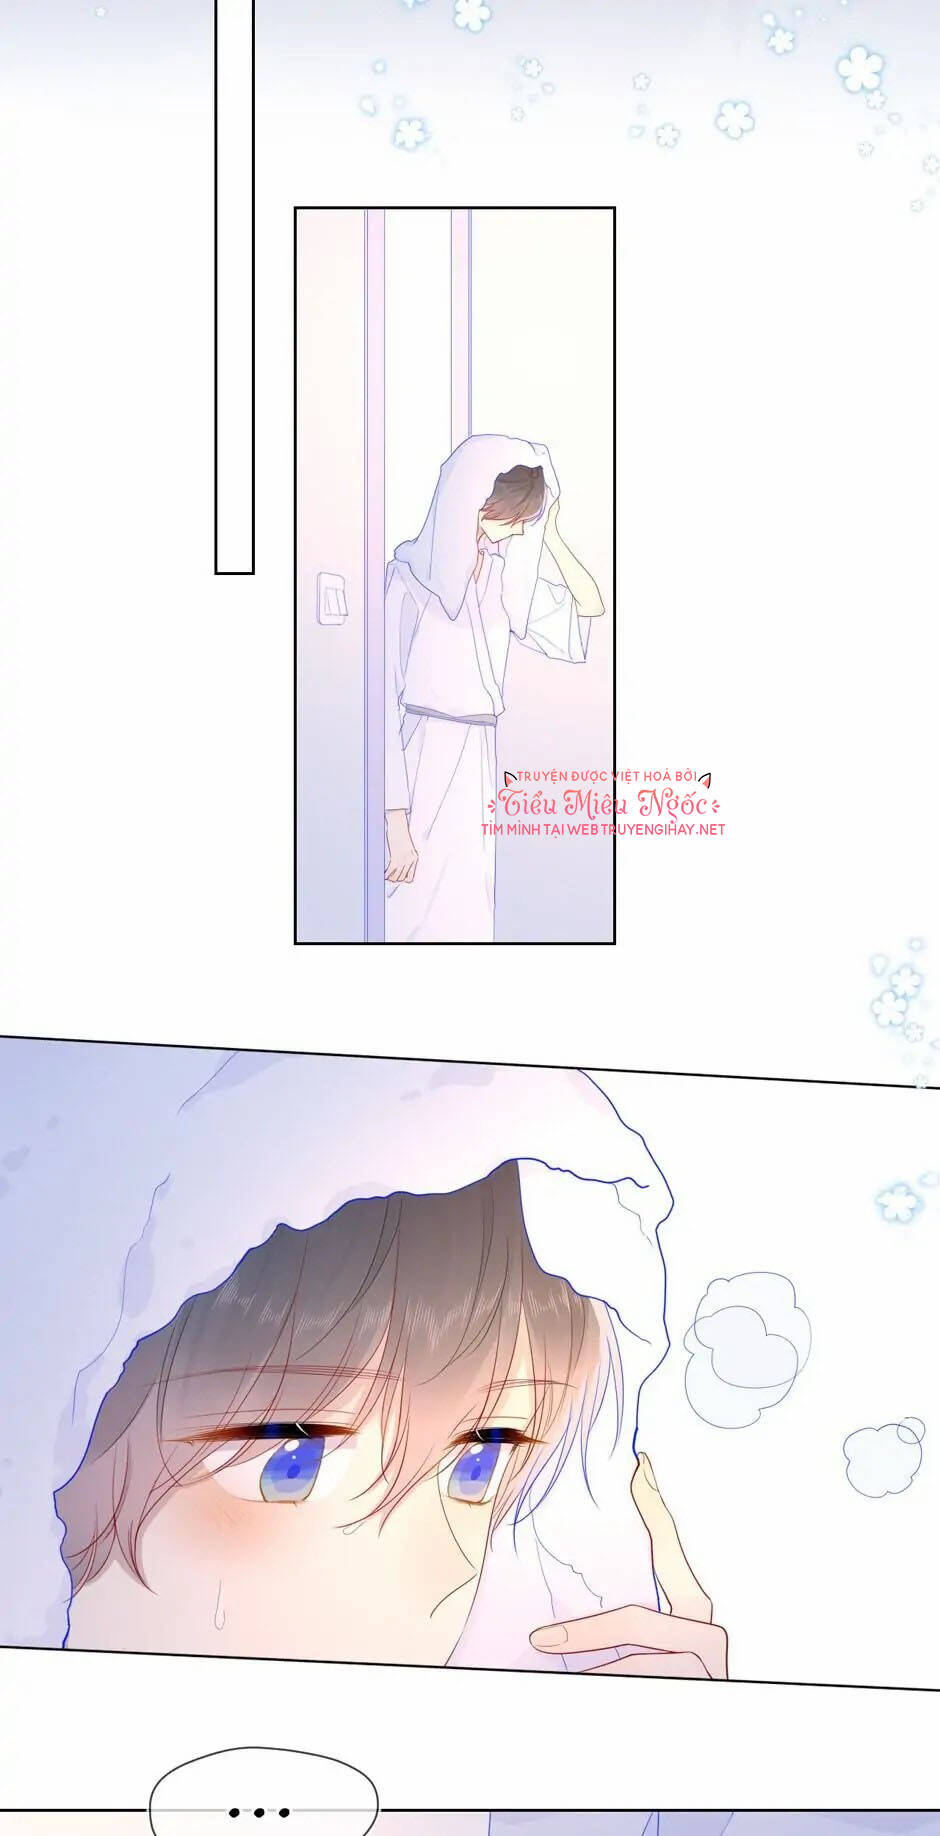 TRUYỆN ĐƯỢC VIỆT HOÁ BỞI
Tiểu Miêu Ngốc
TÌM MÌNH TẠI WEBTRUYENGIHAY.NET
...